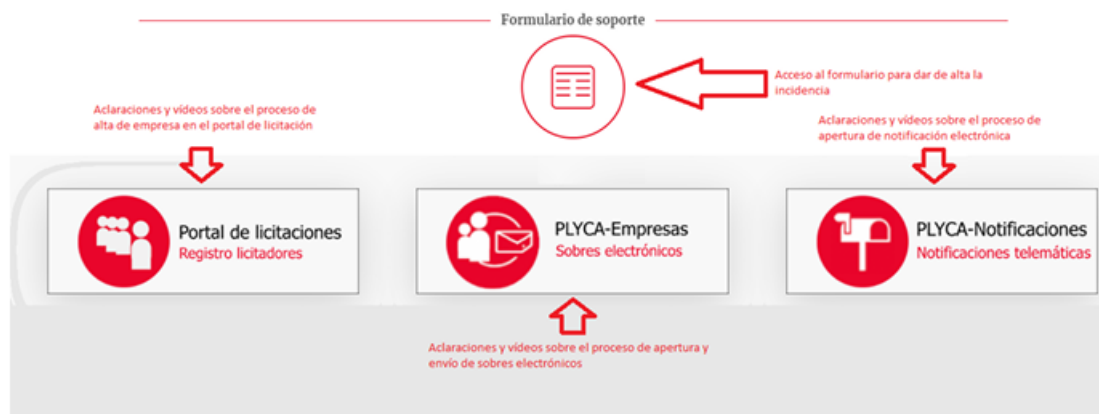 Formulario de soporte
Acceso al formulario para dar de alta la
incidencia
Aclaraciones y vídeos sobre el proceso de
alta de empresa en el portal de licitación
Aclaraciones y vídeos sobre el proceso de
apertura de notificación electrónica
Portal de licitaciones
Registro licitadores
PLYCA-Empresas
Sobres electrónicos
PLYCA-Notificaciones
Notificaciones telemáticas
Aclaraciones y vídeos sobre el proceso de apertura y
envío de sobres electrónicos